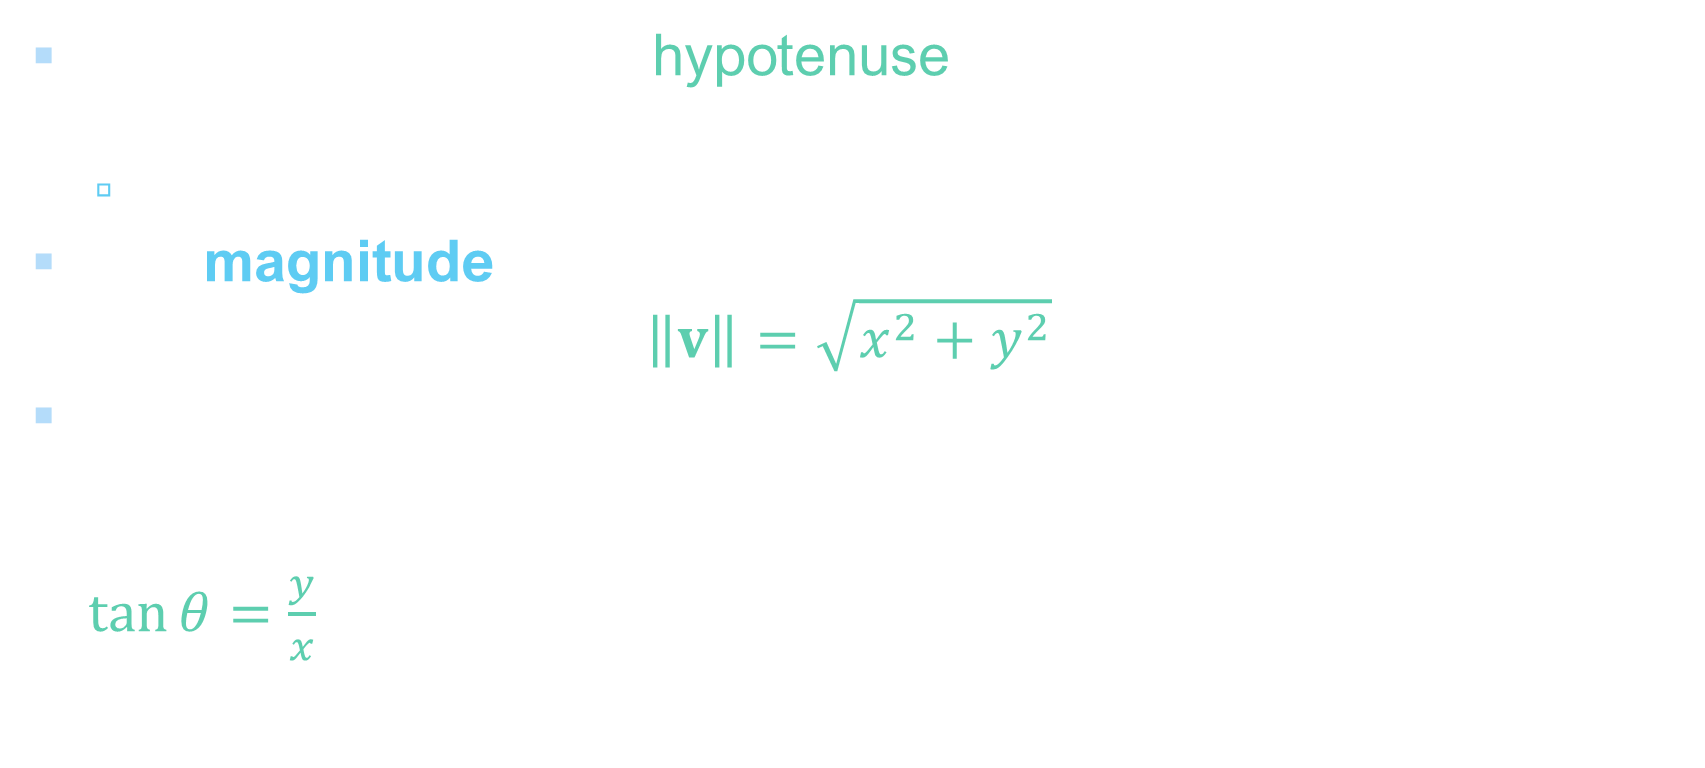 hypotenuse
magnitude
‖𝐯‖ = √(x² + y²)
tan θ = y/x